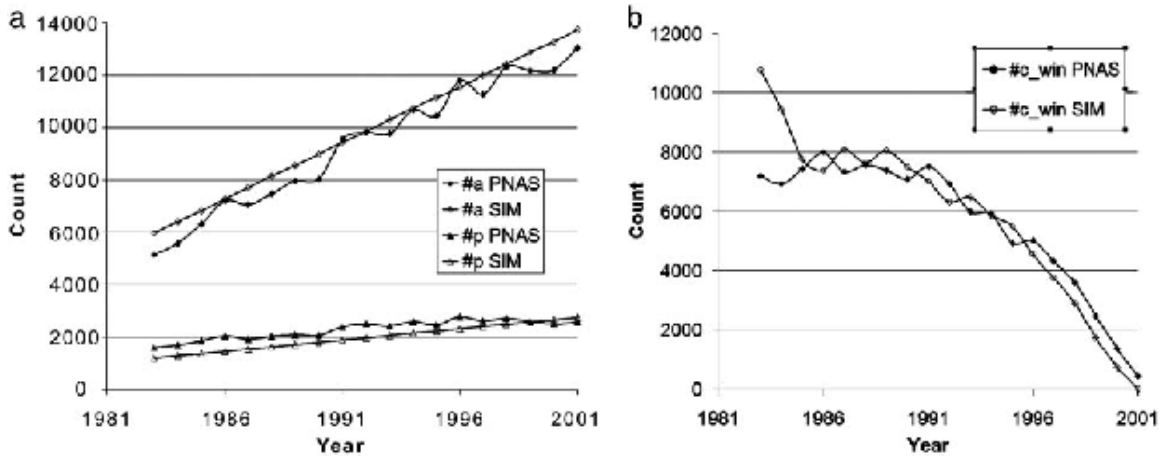 a
14000
12000
10000
8000
6000
4000
2000
0
Count
1981 1986 1991 1996 2001
Year
#a PNAS
#a SIM
#p PNAS
#p SIM
b
12000
10000
8000
6000
4000
2000
0
Count
1981 1986 1991 1996 2001
Year
#c_win PNAS
#c_win SIM